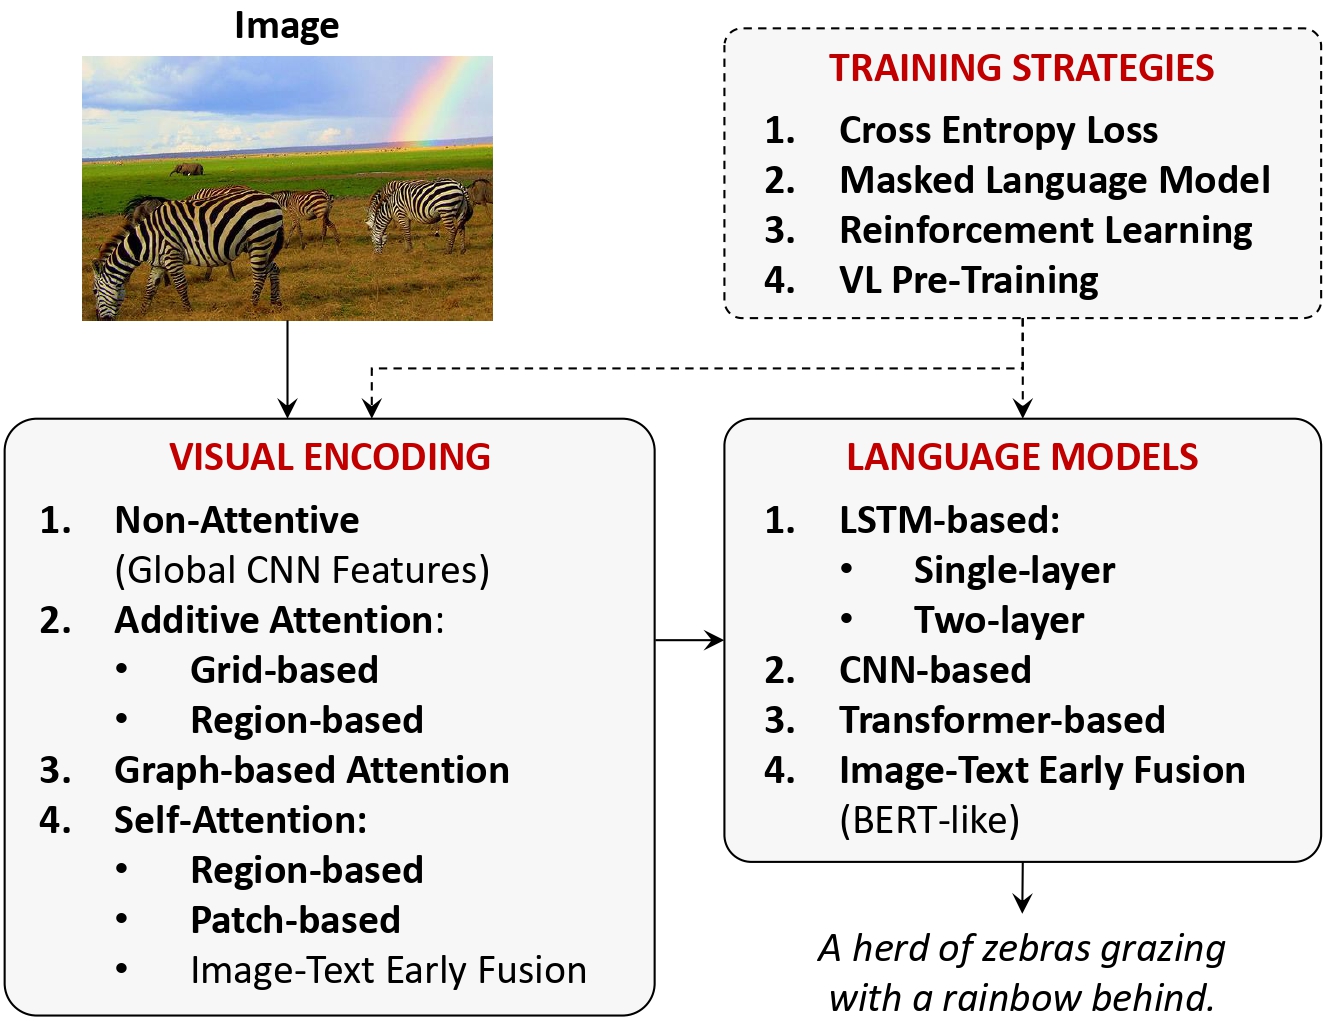 Image
TRAINING STRATEGIES
1. Cross Entropy Loss
2. Masked Language Model
3. Reinforcement Learning
4. VL Pre-Training
VISUAL ENCODING
1. Non-Attentive
(Global CNN Features)
2. Additive Attention:
• Grid-based
• Region-based
3. Graph-based Attention
4. Self-Attention:
• Region-based
• Patch-based
• Image-Text Early Fusion
LANGUAGE MODELS
1. LSTM-based:
• Single-layer
• Two-layer
2. CNN-based
3. Transformer-based
4. Image-Text Early Fusion
(BERT-like)
A herd of zebras grazing
with a rainbow behind.